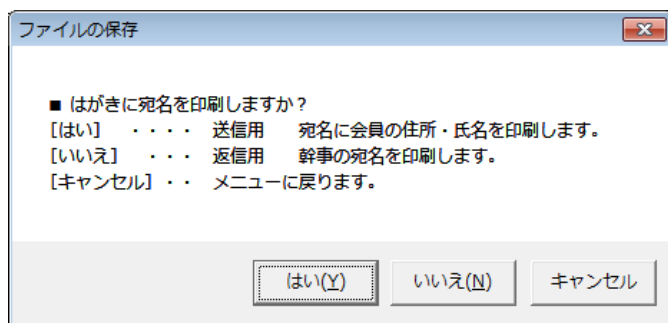 ファイルの保存
■ はがきに宛名を印刷しますか？
[はい] ・・・・ 送信用 宛名に会員の住所・氏名を印刷します。
[いいえ] ・・・ 返信用 幹事の宛名を印刷します。
[キャンセル] ・・ メニューに戻ります。
はい(Y) いいえ(N) キャンセル